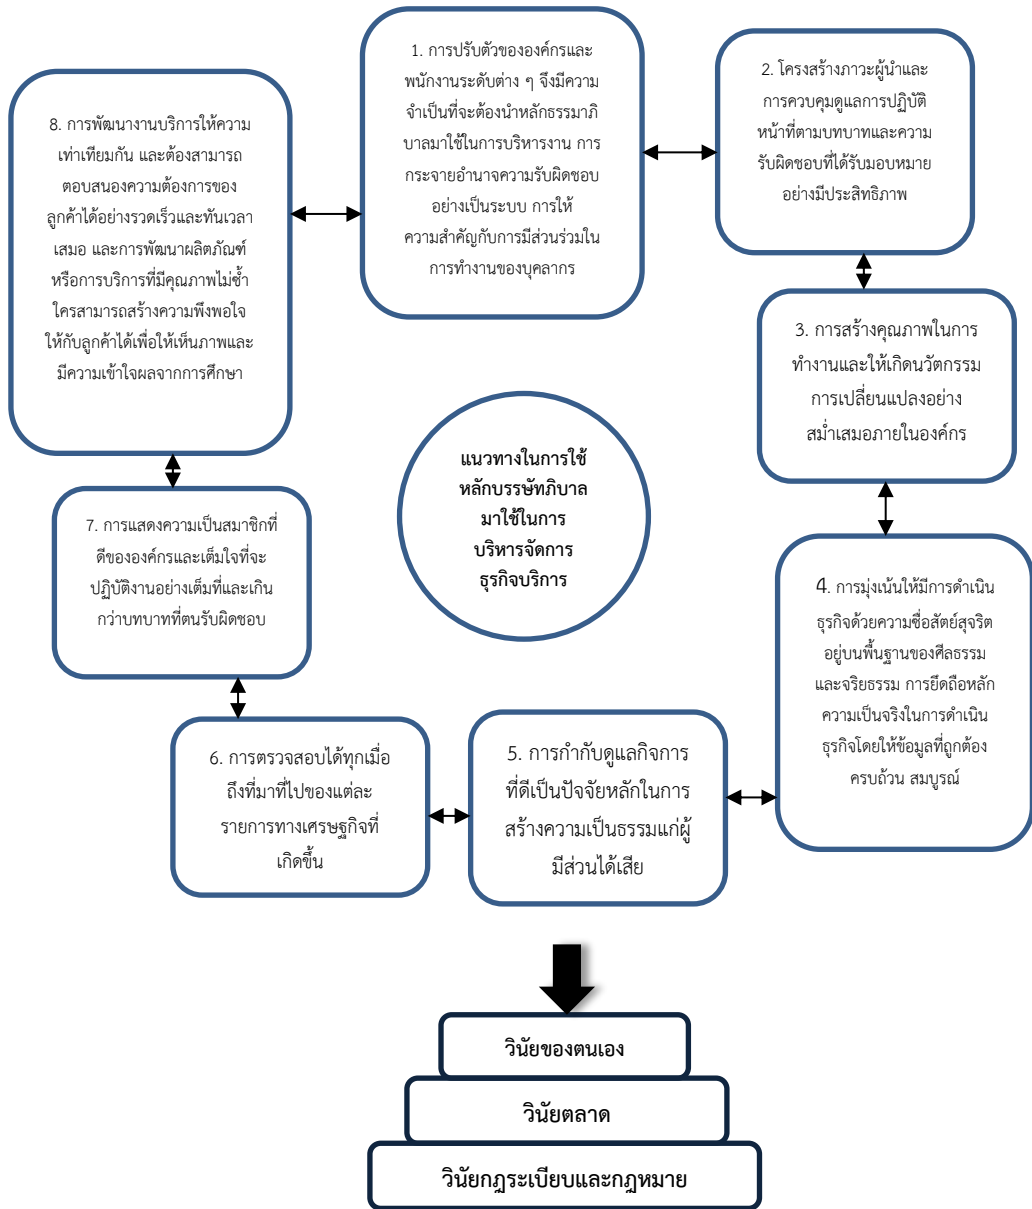 1. การปรับตัวขององค์กรและ
พนักงานระดับต่าง ๆ จึงมีความ
จำเป็นที่จะต้องนำหลักธรรมาภิ
บาลมาใช้ในการบริหารงาน การ
กระจายอำนาจความรับผิดชอบ
อย่างเป็นระบบ การให้
ความสำคัญกับการมีส่วนร่วมใน
การทำงานของบุคลากร
2. โครงสร้างภาวะผู้นำและ
การควบคุมดูแลการปฏิบัติ
หน้าที่ตามบทบาทและความ
รับผิดชอบที่ได้รับมอบหมาย
อย่างมีประสิทธิภาพ
3. การสร้างคุณภาพในการ
ทำงานและให้เกิดนวัตกรรม
การเปลี่ยนแปลงอย่าง
สม่ำเสมอภายในองค์กร
4. การมุ่งเน้นให้มีการดำเนิน
ธุรกิจด้วยความซื่อสัตย์สุจริต
อยู่บนพื้นฐานของศีลธรรม
และจริยธรรม การยึดถือหลัก
ความเป็นจริงในการดำเนิน
ธุรกิจโดยให้ข้อมูลที่ถูกต้อง
ครบถ้วน สมบูรณ์
5. การกำกับดูแลกิจการ
ที่ดีเป็นปัจจัยหลักในการ
สร้างความเป็นธรรมแก่ผู้
มีส่วนได้เสีย
6. การตรวจสอบได้ทุกเมื่อ
ถึงที่มาที่ไปของแต่ละ
รายการทางเศรษฐกิจที่
เกิดขึ้น
7. การแสดงความเป็นสมาชิกที่
ดีขององค์กรและเต็มใจที่จะ
ปฏิบัติงานอย่างเต็มที่และเกิน
กว่าบทบาทที่ตนรับผิดชอบ
8. การพัฒนางานบริการให้ความ
เท่าเทียมกัน และต้องสามารถ
ตอบสนองความต้องการของ
ลูกค้าได้อย่างรวดเร็วและทันเวลา
เสมอ และการพัฒนาผลิตภัณฑ์
หรือการบริการที่มีคุณภาพไม่ซ้ำ
ใครสามารถสร้างความพึงพอใจ
ให้กับลูกค้าได้เพื่อให้เห็นภาพและ
มีความเข้าใจผลจากการศึกษา
แนวทางในการใช้
หลักบรรษัทภิบาล
มาใช้ในการ
บริหารจัดการ
ธุรกิจบริการ
วินัยของตนเอง
วินัยตลาด
วินัยกฎระเบียบและกฎหมาย